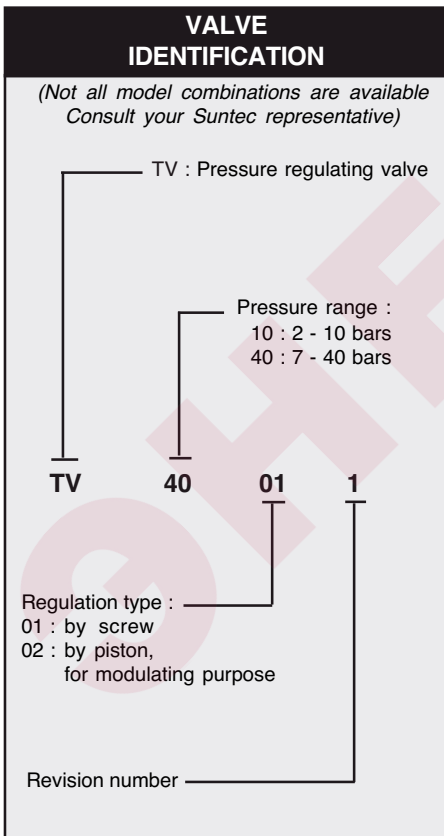 VALVE
IDENTIFICATION
(Not all model combinations are available
Consult your Suntec representative)
TV : Pressure regulating valve
Pressure range :
10 : 2 - 10 bars
40 : 7 - 40 bars
TV 40 01 1
Regulation type :
01 : by screw
02 : by piston,
for modulating purpose
Revision number